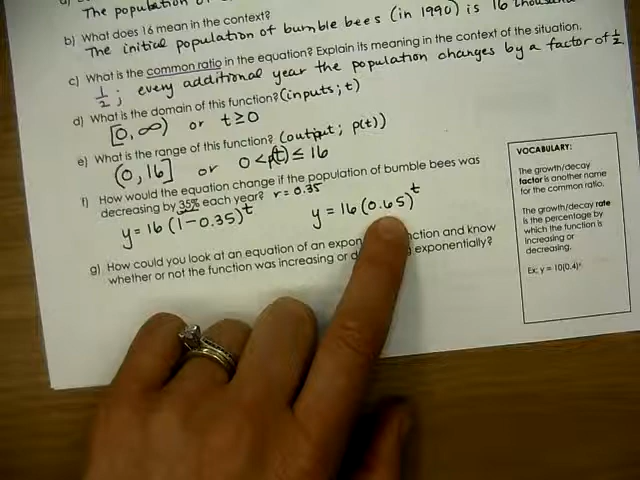 The population of
b) What does 16 mean in the context?
The initial population of bumble bees (in 1990) is 16 thousand
c) What is the common ratio in the equation? Explain its meaning in the context of the situation.
1/2 ; every additional year the population changes by a factor of 1/2.
d) What is the domain of this function? (inputs; t)
[0, ∞) or t ≥ 0
e) What is the range of this function? (output; p(t))
(0, 16] or 0 < p(t) ≤ 16
f) How would the equation change if the population of bumble bees was
decreasing by 35% each year? r = 0.35
y = 16 (1 - 0.35)^t y = 16 (0.65)^t
g) How could you look at an equation of an expon nction and know
whether or not the function was increasing or d exponentially?
VOCABULARY:
The growth/decay
factor is another name
for the common ratio.
The growth/decay rate
is the percentage by
which the function is
increasing or
decreasing.
Ex: y = 10(0.4)^x